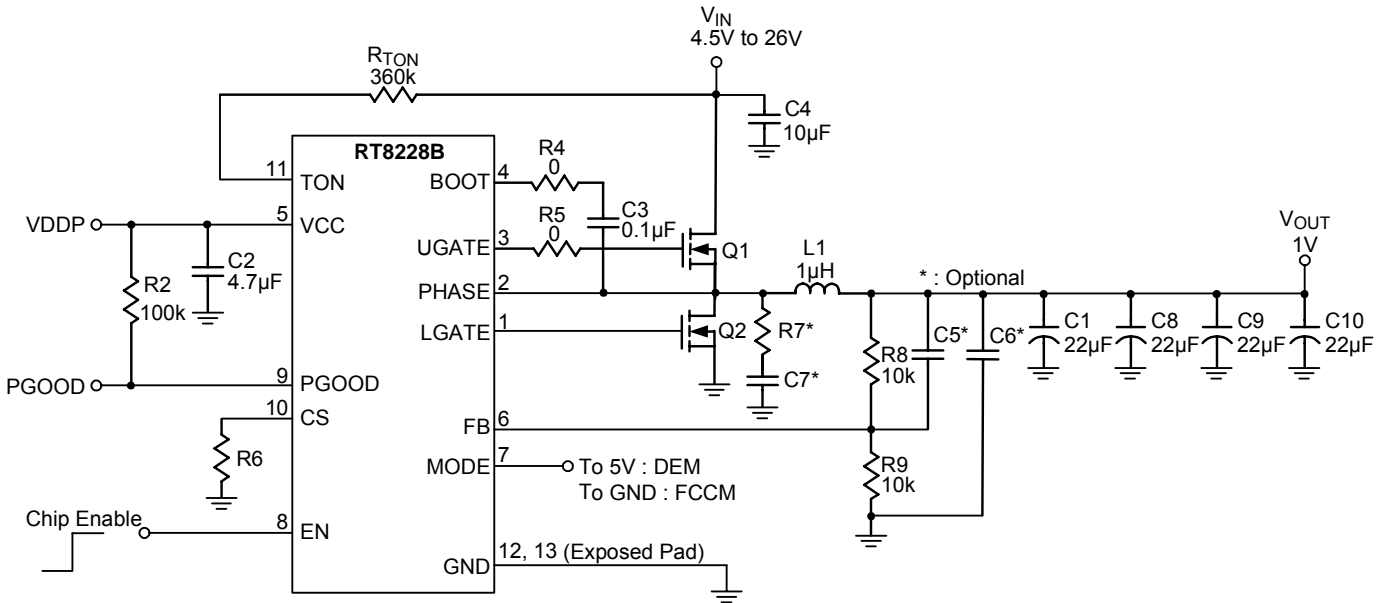 VIN
4.5V to 26V
RTON
360k
C4
10µF
RT8228B
11
TON
BOOT
4
R4
0
C3
0.1µF
VDDP
5
VCC
C2
4.7µF
R2
100k
UGATE
3
R5
0
Q1
PHASE
2
L1
1µH
* : Optional
VOUT
1V
LGATE
1
Q2
R7*
C7*
R8
10k
C5*
C6*
C1
22µF
C8
22µF
C9
22µF
C10
22µF
PGOOD
9
PGOOD
10
CS
R6
FB
6
MODE
7
To 5V : DEM
To GND : FCCM
R9
10k
Chip Enable
8
EN
GND
12, 13 (Exposed Pad)